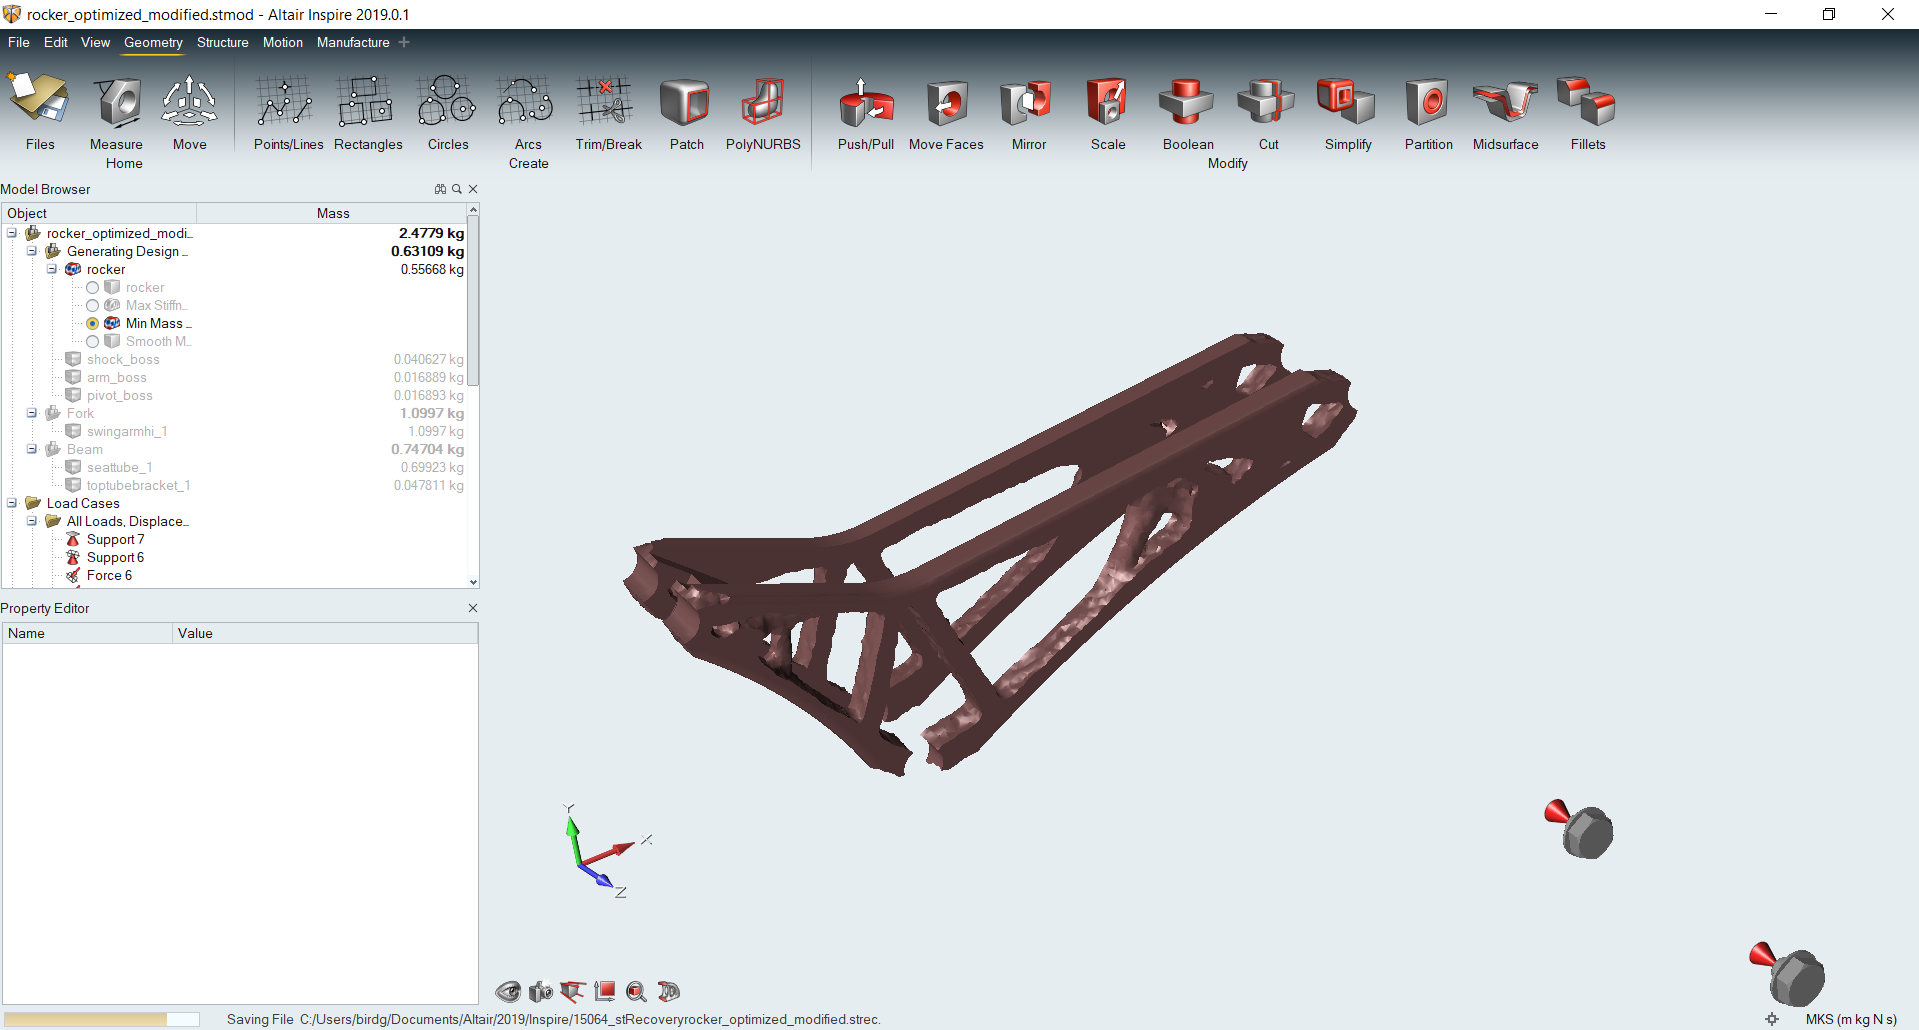 rocker_optimized_modified.stmod - Altair Inspire 2019.0.1
File Edit View Geometry Structure Motion Manufacture
Files Measure Move Points/Lines Rectangles Circles Arcs Trim/Break Patch PolyNURBS Push/Pull Move Faces Mirror Scale Boolean Cut Simplify Partition Midsurface Fillets
Home Create Modify
Model Browser
Object Mass
rocker_optimized_modi... 2.4779 kg
Generating Design ... 0.63109 kg
rocker 0.55668 kg
rocker
Max Stiffn...
Min Mass ...
Smooth M...
shock_boss 0.040627 kg
arm_boss 0.016889 kg
pivot_boss 0.016893 kg
Fork 1.0997 kg
swingarmhi_1 1.0997 kg
Beam 0.74704 kg
seattube_1 0.69923 kg
toptubebracket_1 0.047811 kg
Load Cases
All Loads, Displace...
Support 7
Support 6
Force 6
Property Editor
Name Value
Y
X
Z
Saving File C:/Users/birdg/Documents/Altair/2019/Inspire/15064_stRecoveryrocker_optimized_modified.strec.
MKS (m kg N s)